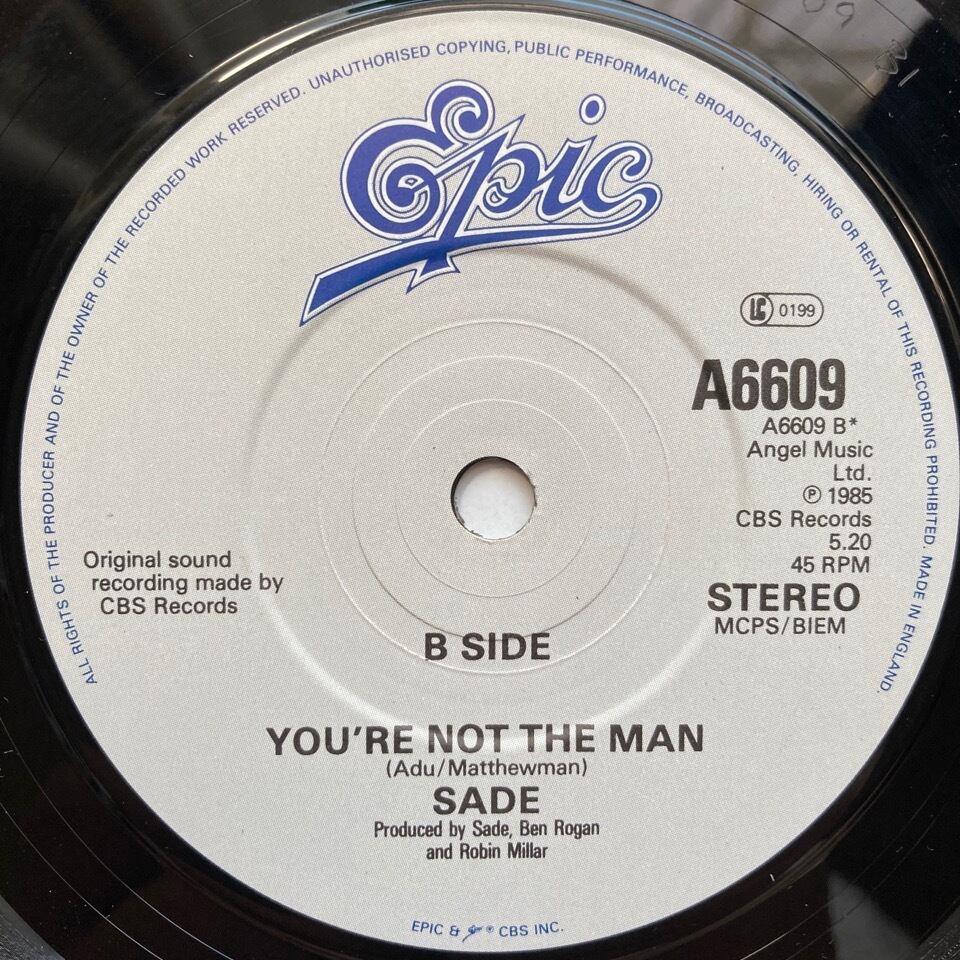 ALL RIGHTS OF THE PRODUCER AND OF THE OWNER OF THE RECORDED WORK RESERVED. UNAUTHORISED COPYING, PUBLIC PERFORMANCE, BROADCASTING, HIRING OR RENTAL OF THIS RECORDING PROHIBITED. MADE IN ENGLAND.
Epic
LC 0199
A6609
A6609 B*
Angel Music
Ltd.
℗ 1985
CBS Records
5.20
45 RPM
STEREO
MCPS/BIEM
Original sound
recording made by
CBS Records
B SIDE
YOU'RE NOT THE MAN
(Adu/Matthewman)
SADE
Produced by Sade, Ben Rogan
and Robin Millar
EPIC & CBS INC.